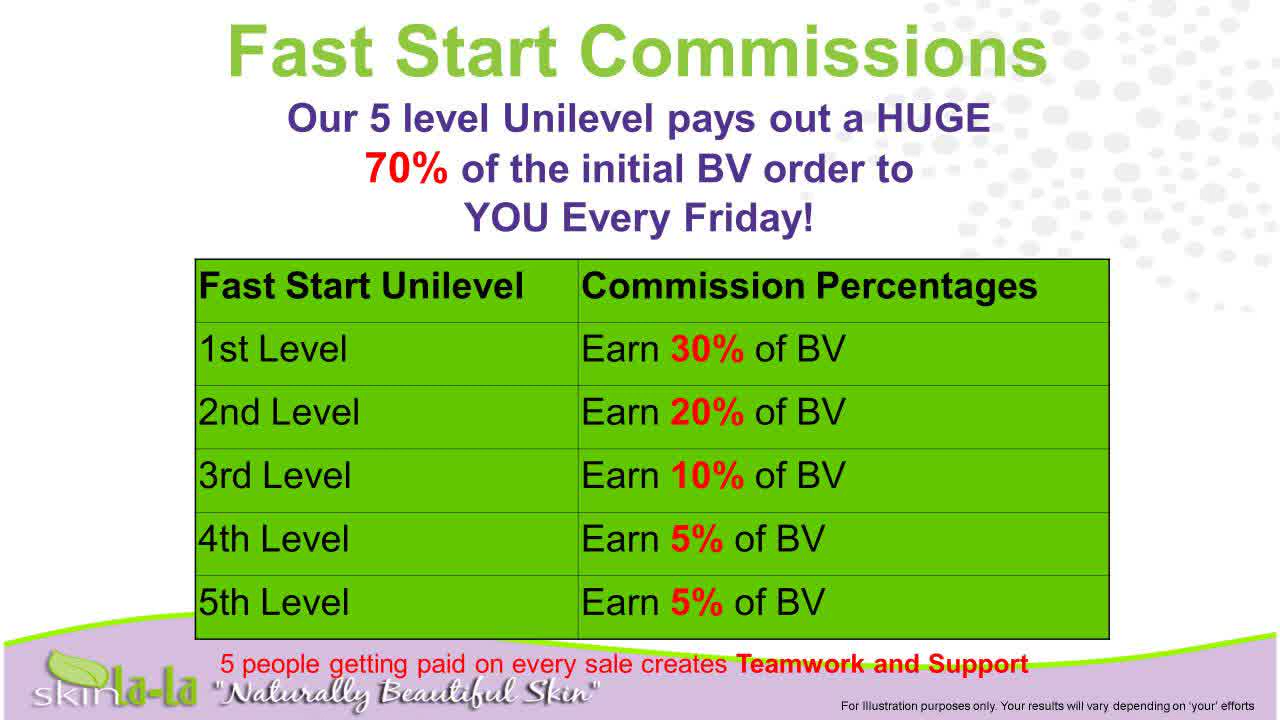 Fast Start Commissions
Our 5 level Unilevel pays out a HUGE
70% of the initial BV order to
YOU Every Friday!
Fast Start Unilevel Commission Percentages
1st Level Earn 30% of BV
2nd Level Earn 20% of BV
3rd Level Earn 10% of BV
4th Level Earn 5% of BV
5th Level Earn 5% of BV
5 people getting paid on every sale creates Teamwork and Support
skin la-la "Naturally Beautiful Skin"
For Illustration purposes only. Your results will vary depending on ‘your’ efforts